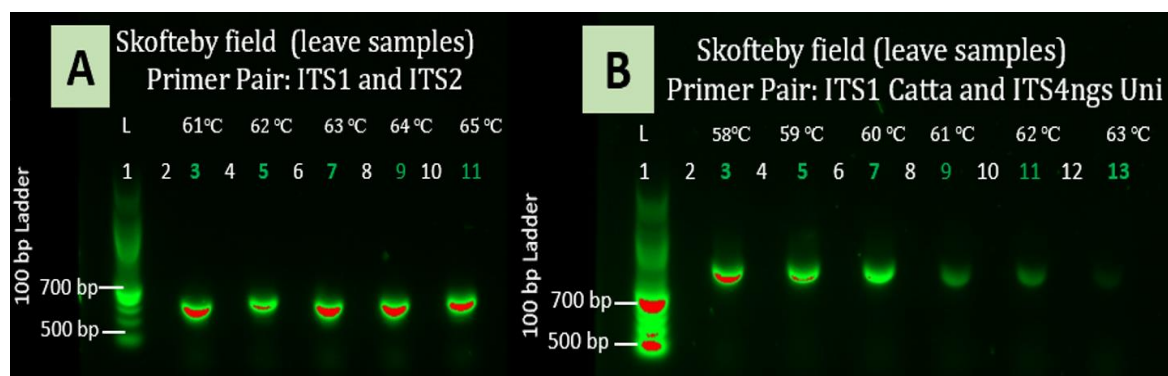 A
Skofteby field (leave samples)
Primer Pair: ITS1 and ITS2
L 61°C 62 °C 63 °C 64 °C 65 °C
1 2 3 4 5 6 7 8 9 10 11
100 bp Ladder
700 bp
500 bp
B
Skofteby field (leave samples)
Primer Pair: ITS1 Catta and ITS4ngs Uni
L 58°C 59 °C 60 °C 61 °C 62 °C 63 °C
1 2 3 4 5 6 7 8 9 10 11 12 13
100 bp Ladder
700 bp
500 bp